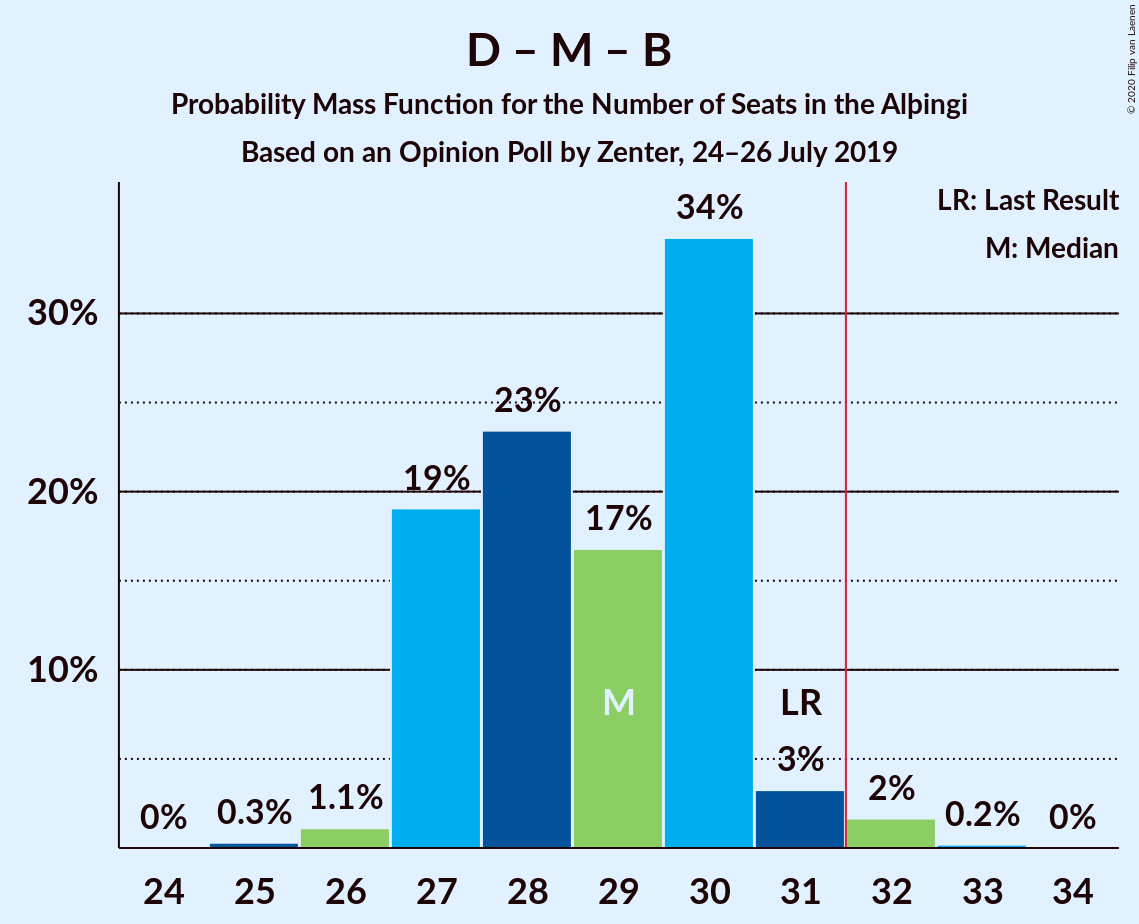 D – M – B
Probability Mass Function for the Number of Seats in the Alþingi
Based on an Opinion Poll by Zenter, 24–26 July 2019
© 2020 Filip van Laenen
LR: Last Result
M: Median
34%
30%
23%
19%
20%
17%
10%
M
LR
3%
0%
0.3%
1.1%
2%
0.2%
0%
24 25 26 27 28 29 30 31 32 33 34